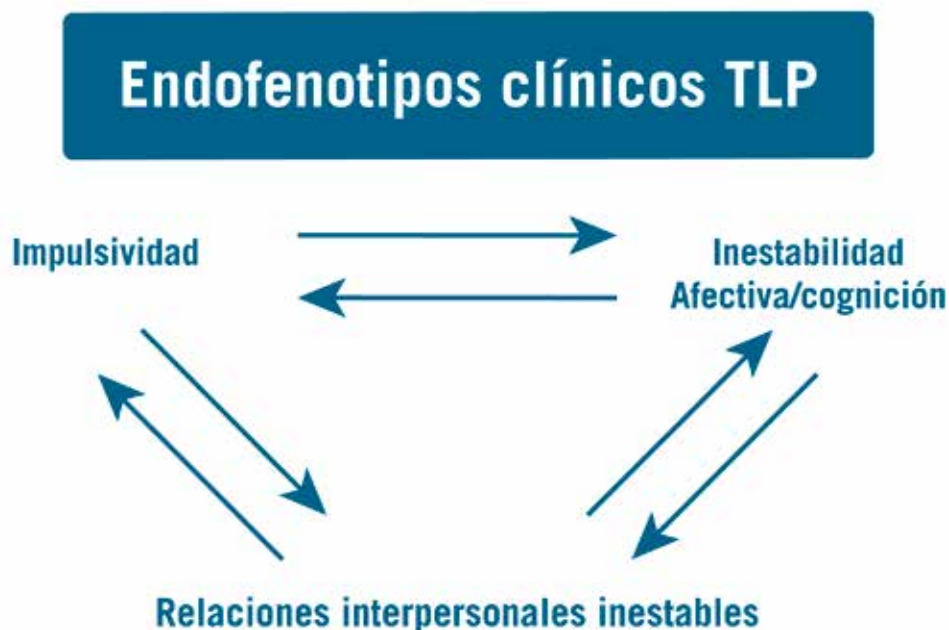 Endofenotipos clínicos TLP
Impulsividad
Inestabilidad
Afectiva/cognición
Relaciones interpersonales inestables